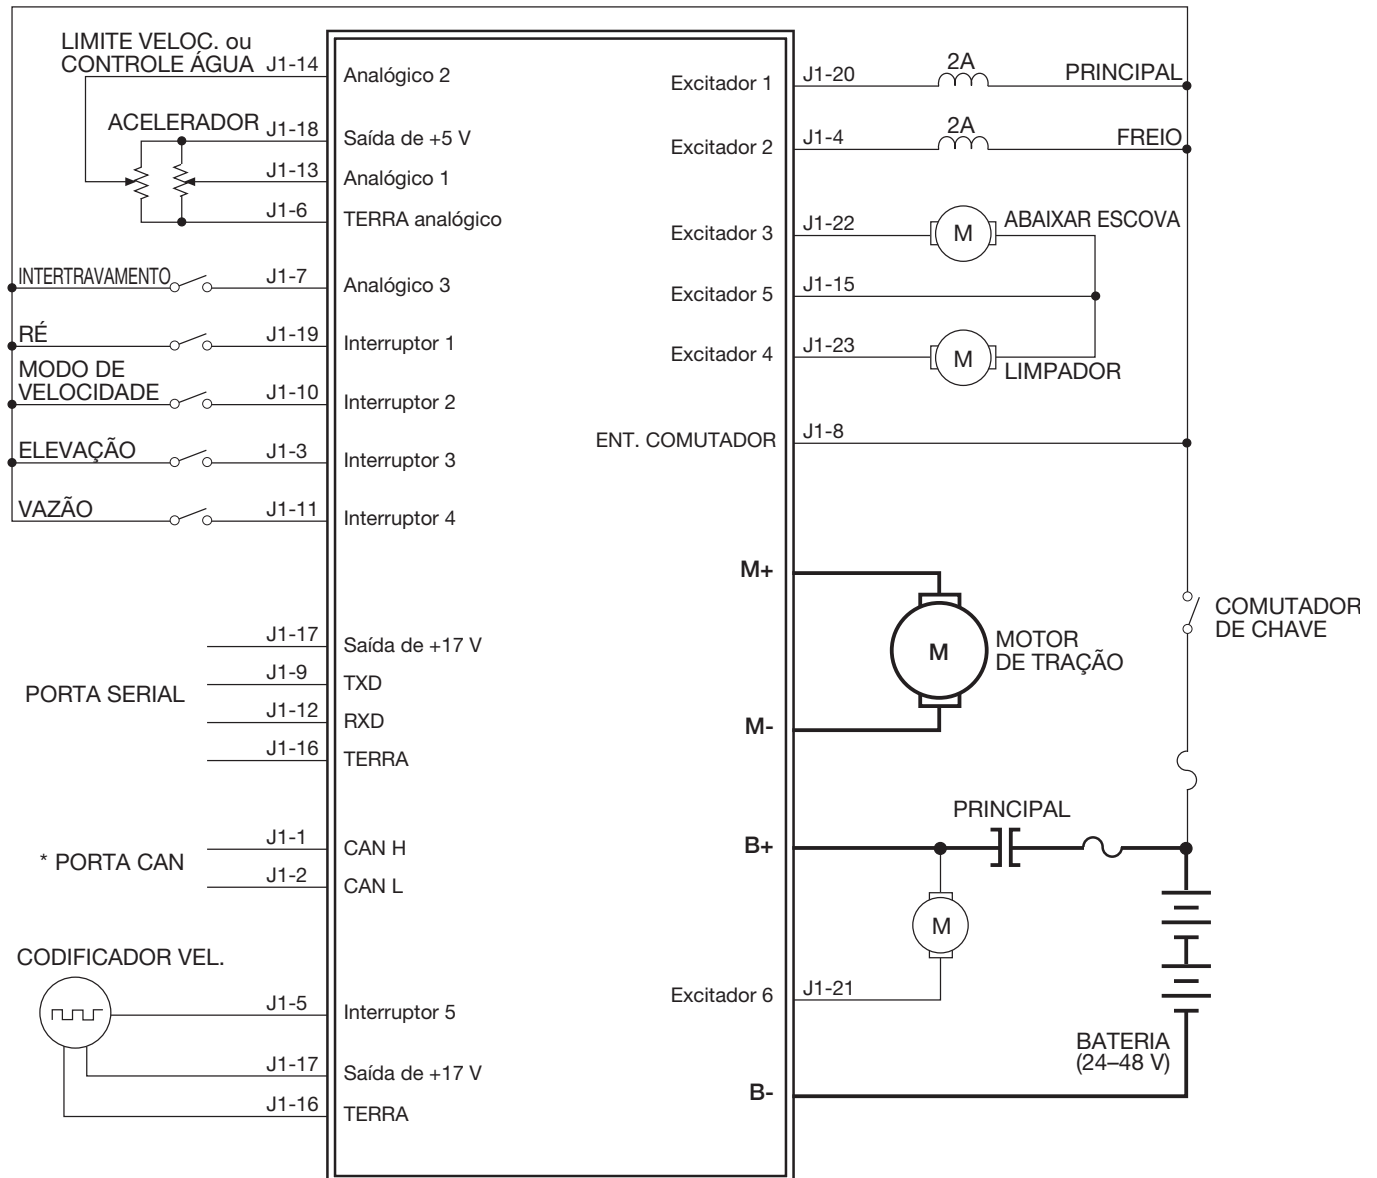 LIMITE VELOC. ou
CONTROLE ÁGUA
J1-14
Analógico 2
ACELERADOR
J1-18
Saída de +5 V
J1-13
Analógico 1
J1-6
TERRA analógico
INTERTRAVAMENTO
J1-7
Analógico 3
RÉ
J1-19
Interruptor 1
MODO DE
VELOCIDADE
J1-10
Interruptor 2
ELEVAÇÃO
J1-3
Interruptor 3
VAZÃO
J1-11
Interruptor 4
PORTA SERIAL
J1-17
Saída de +17 V
J1-9
TXD
J1-12
RXD
J1-16
TERRA
* PORTA CAN
J1-1
CAN H
J1-2
CAN L
CODIFICADOR VEL.
J1-5
Interruptor 5
J1-17
Saída de +17 V
J1-16
TERRA
Excitador 1
J1-20
2A
PRINCIPAL
Excitador 2
J1-4
2A
FREIO
Excitador 3
J1-22
M
ABAIXAR ESCOVA
Excitador 5
J1-15
Excitador 4
J1-23
M
LIMPADOR
ENT. COMUTADOR
J1-8
COMUTADOR
DE CHAVE
M+
M
MOTOR
DE TRAÇÃO
M-
PRINCIPAL
B+
M
Excitador 6
J1-21
BATERIA
(24–48 V)
B-